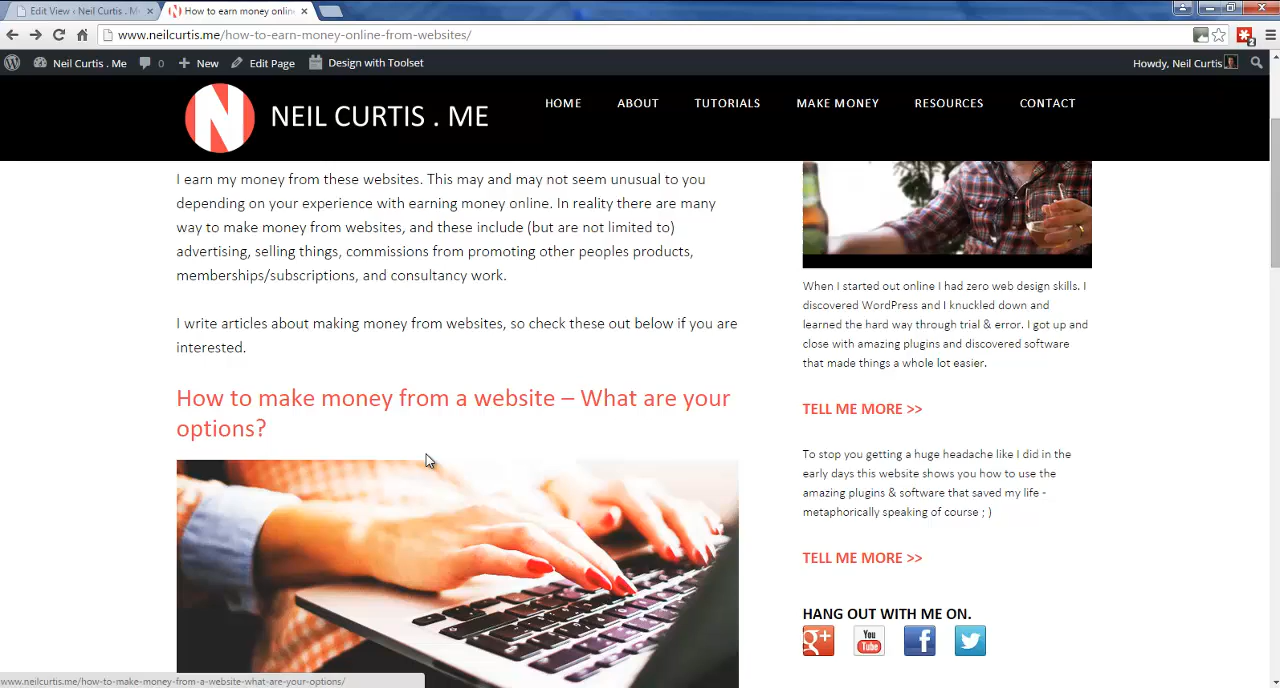 Edit View ‹ Neil Curtis . M
How to earn money onlin
www.neilcurtis.me/how-to-earn-money-online-from-websites/
2
Neil Curtis . Me
0
New
Edit Page
Design with Toolset
Howdy, Neil Curtis
N
NEIL CURTIS . ME
HOME
ABOUT
TUTORIALS
MAKE MONEY
RESOURCES
CONTACT
I earn my money from these websites. This may and may not seem unusual to you
depending on your experience with earning money online. In reality there are many
way to make money from websites, and these include (but are not limited to)
advertising, selling things, commissions from promoting other peoples products,
memberships/subscriptions, and consultancy work.
I write articles about making money from websites, so check these out below if you are
interested.
How to make money from a website – What are your
options?
When I started out online I had zero web design skills. I
discovered WordPress and I knuckled down and
learned the hard way through trial & error. I got up and
close with amazing plugins and discovered software
that made things a whole lot easier.
TELL ME MORE >>
To stop you getting a huge headache like I did in the
early days this website shows you how to use the
amazing plugins & software that saved my life -
metaphorically speaking of course ; )
TELL ME MORE >>
HANG OUT WITH ME ON.
g+
You
Tube
www.neilcurtis.me/how-to-make-money-from-a-website-what-are-your-options/